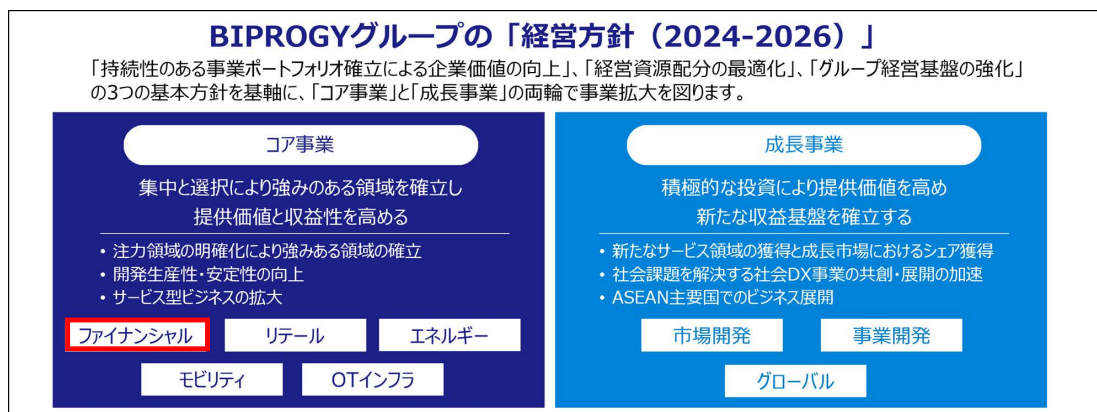 BIPROGYグループの「経営方針（2024-2026）」
「持続性のある事業ポートフォリオ確立による企業価値の向上」、「経営資源配分の最適化」、「グループ経営基盤の強化」
の3つの基本方針を基軸に、「コア事業」と「成長事業」の両輪で事業拡大を図ります。
コア事業
集中と選択により強みのある領域を確立し
提供価値と収益性を高める
• 注力領域の明確化により強みある領域の確立
• 開発生産性・安定性の向上
• サービス型ビジネスの拡大
ファイナンシャル
リテール
エネルギー
モビリティ
OTインフラ
成長事業
積極的な投資により提供価値を高め
新たな収益基盤を確立する
• 新たなサービス領域の獲得と成長市場におけるシェア獲得
• 社会課題を解決する社会DX事業の共創・展開の加速
• ASEAN主要国でのビジネス展開
市場開発
事業開発
グローバル